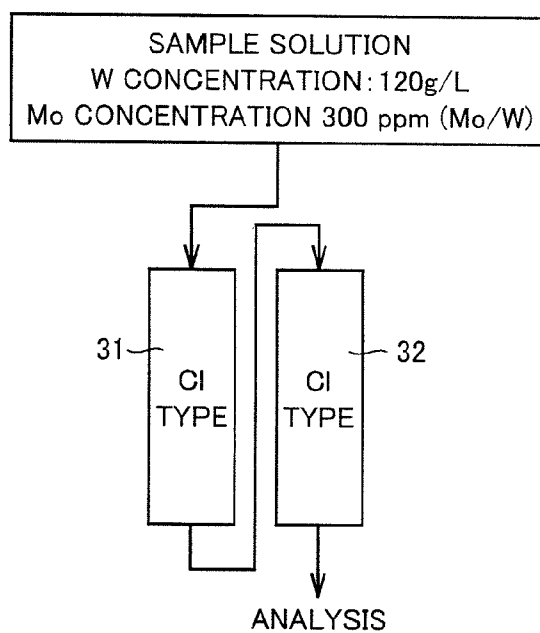 SAMPLE SOLUTION
W CONCENTRATION: 120g/L
Mo CONCENTRATION 300 ppm (Mo/W)
31
Cl
TYPE
32
Cl
TYPE
ANALYSIS